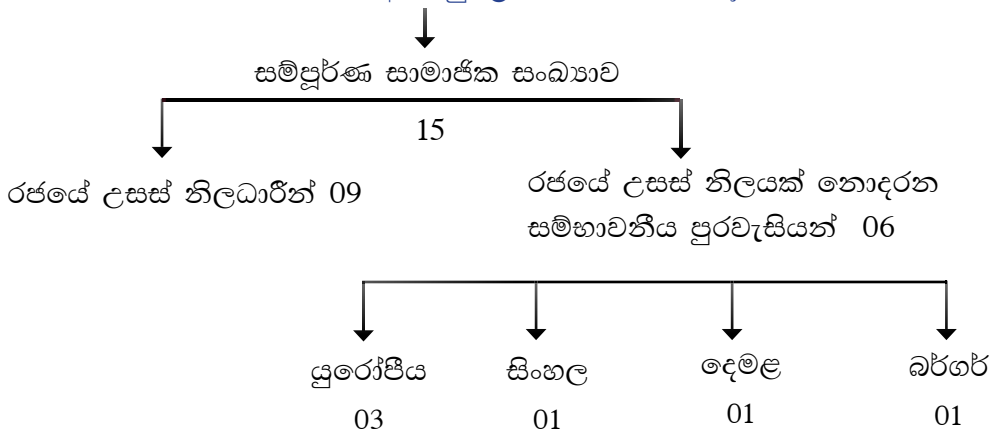 සම්පූර්ණ සාමාජික සංඛ්‍යාව
15
රජයේ උසස් නිලධාරීන් 09
රජයේ උසස් නිලයක් නොදරන
සම්භාවනීය පුරවැසියන් 06
යුරෝපීය
සිංහල
දෙමළ
බර්ගර්
03
01
01
01